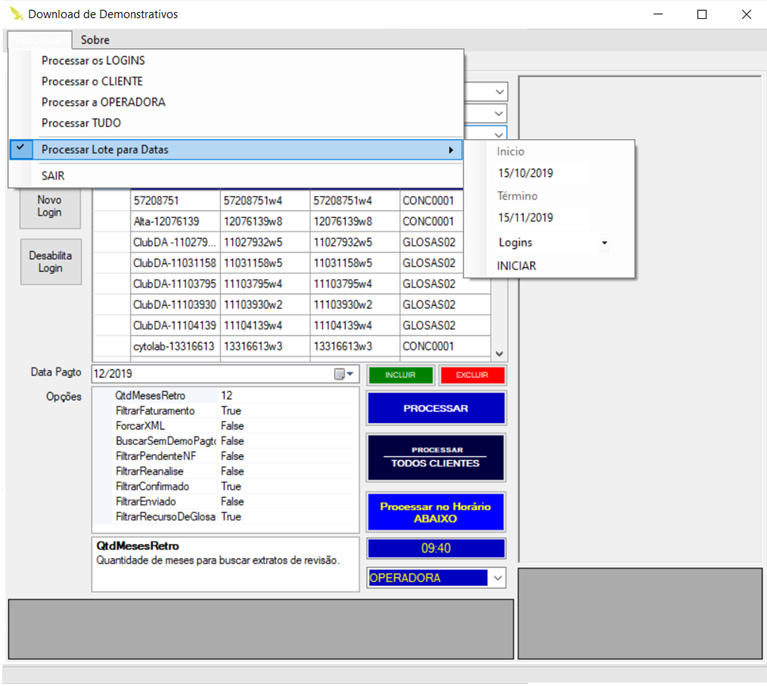 Download de Demonstrativos
Sobre
Processar os LOGINS
Processar o CLIENTE
Processar a OPERADORA
Processar TUDO
Processar Lote para Datas
SAIR
Inicio
15/10/2019
Término
15/11/2019
Logins
INICIAR
Novo
Login
Desabilita
Login
57208751 57208751w4 57208751w4 CONC0001
Alta-12076139 12076139w8 12076139w8 CONC0001
ClubDA -110279... 11027932w5 11027932w5 GLOSAS02
ClubDA-11031158 11031158w5 11031158w5 GLOSAS02
ClubDA-11103795 11103795w4 11103795w4 GLOSAS02
ClubDA-11103930 11103930w2 11103930w2 GLOSAS02
ClubDA-11104139 11104139w4 11104139w4 GLOSAS02
cytolab-13316613 13316613w3 13316613w3 CONC0001
Data Pagto 12/2019
INCLUIR EXCLUIR
Opções
QtdMesesRetro 12
FiltrarFaturamento True
ForcarXML False
BuscarSemDemoPagto False
FiltrarPendenteNF False
FiltrarReanalise False
FiltrarConfirmado True
FiltrarEnviado False
FiltrarRecursoDeGlosa True
QtdMesesRetro
Quantidade de meses para buscar extratos de revisão.
PROCESSAR
PROCESSAR
TODOS CLIENTES
Processar no Horário
ABAIXO
09:40
OPERADORA